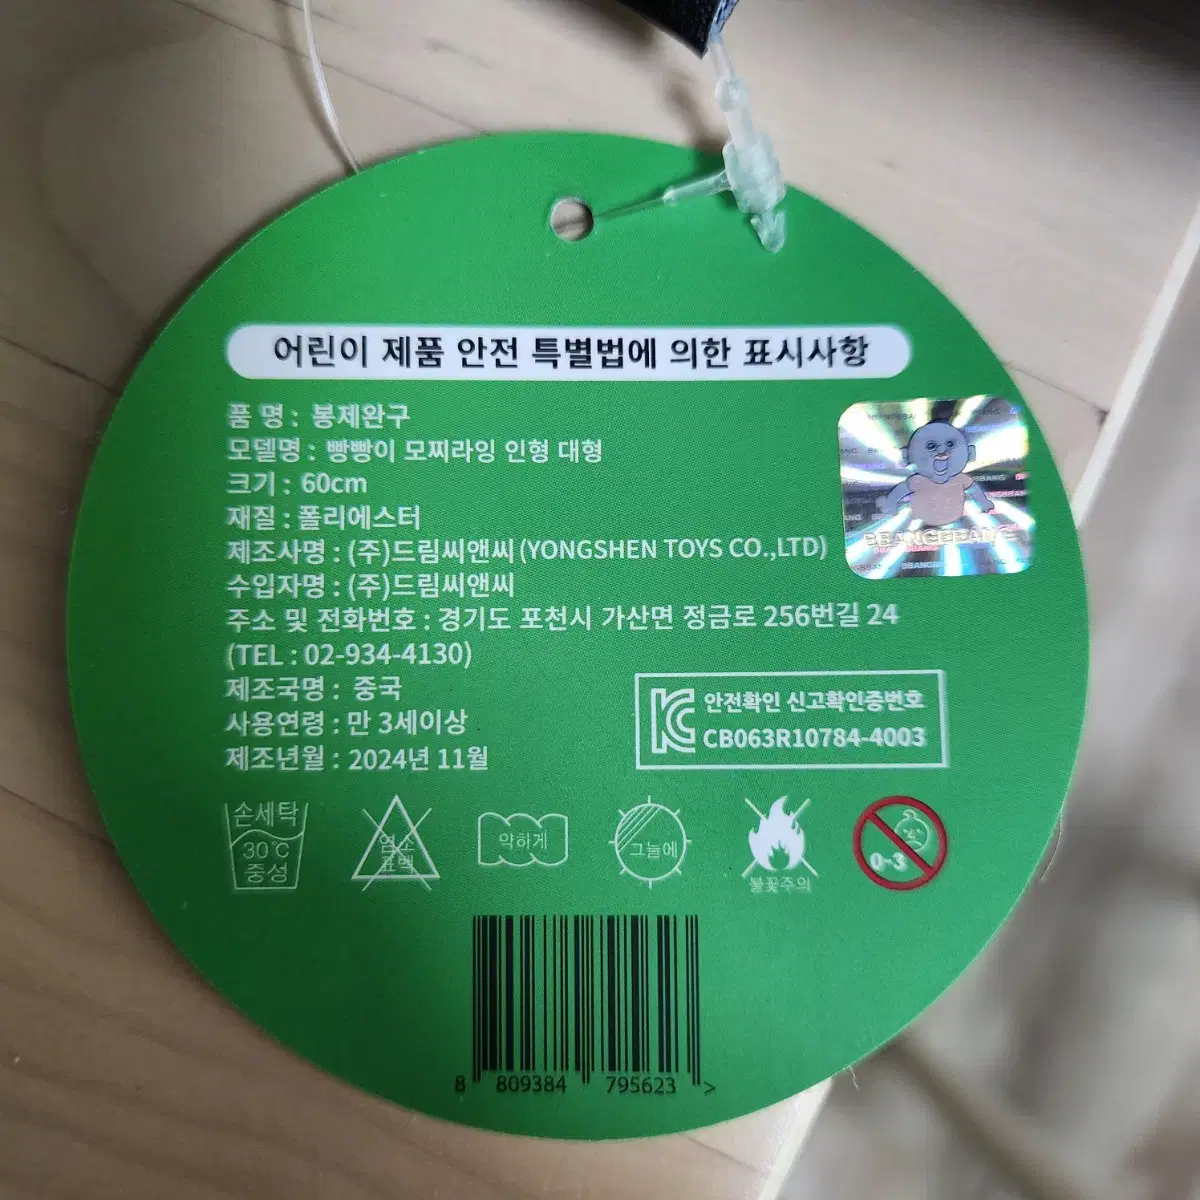 어린이 제품 안전 특별법에 의한 표시사항
품 명 : 봉제완구
모델명 : 빵빵이 모찌라잉 인형 대형
크기 : 60cm
재질 : 폴리에스터
제조사명 : (주)드림씨앤씨(YONGSHEN TOYS CO.,LTD)
수입자명 : (주)드림씨앤씨
주소 및 전화번호 : 경기도 포천시 가산면 정금로 256번길 24
(TEL : 02-934-4130)
제조국명 : 중국
사용연령 : 만 3세이상
제조년월 : 2024년 11월
BBANGBBANG
안전확인 신고확인증번호
CB063R10784-4003
손세탁
30℃
중성
염소
표백
약하게
그늘에
불꽃주의
0-3
8 809384 795623 >